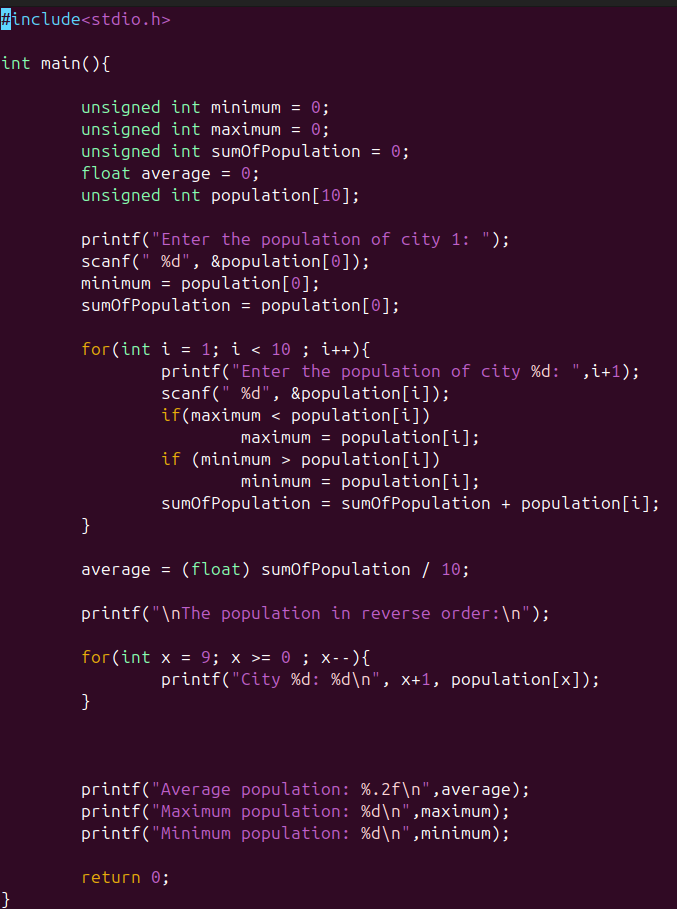 #include<stdio.h>

int main(){

        unsigned int minimum = 0;
        unsigned int maximum = 0;
        unsigned int sumOfPopulation = 0;
        float average = 0;
        unsigned int population[10];

        printf("Enter the population of city 1: ");
        scanf(" %d", &population[0]);
        minimum = population[0];
        sumOfPopulation = population[0];

        for(int i = 1; i < 10 ; i++){
                printf("Enter the population of city %d: ",i+1);
                scanf(" %d", &population[i]);
                if(maximum < population[i])
                        maximum = population[i];
                if (minimum > population[i])
                        minimum = population[i];
                sumOfPopulation = sumOfPopulation + population[i];
        }

        average = (float) sumOfPopulation / 10;

        printf("\nThe population in reverse order:\n");

        for(int x = 9; x >= 0 ; x--){
                printf("City %d: %d\n", x+1, population[x]);
        }



        printf("Average population: %.2f\n",average);
        printf("Maximum population: %d\n",maximum);
        printf("Minimum population: %d\n",minimum);

        return 0;
}